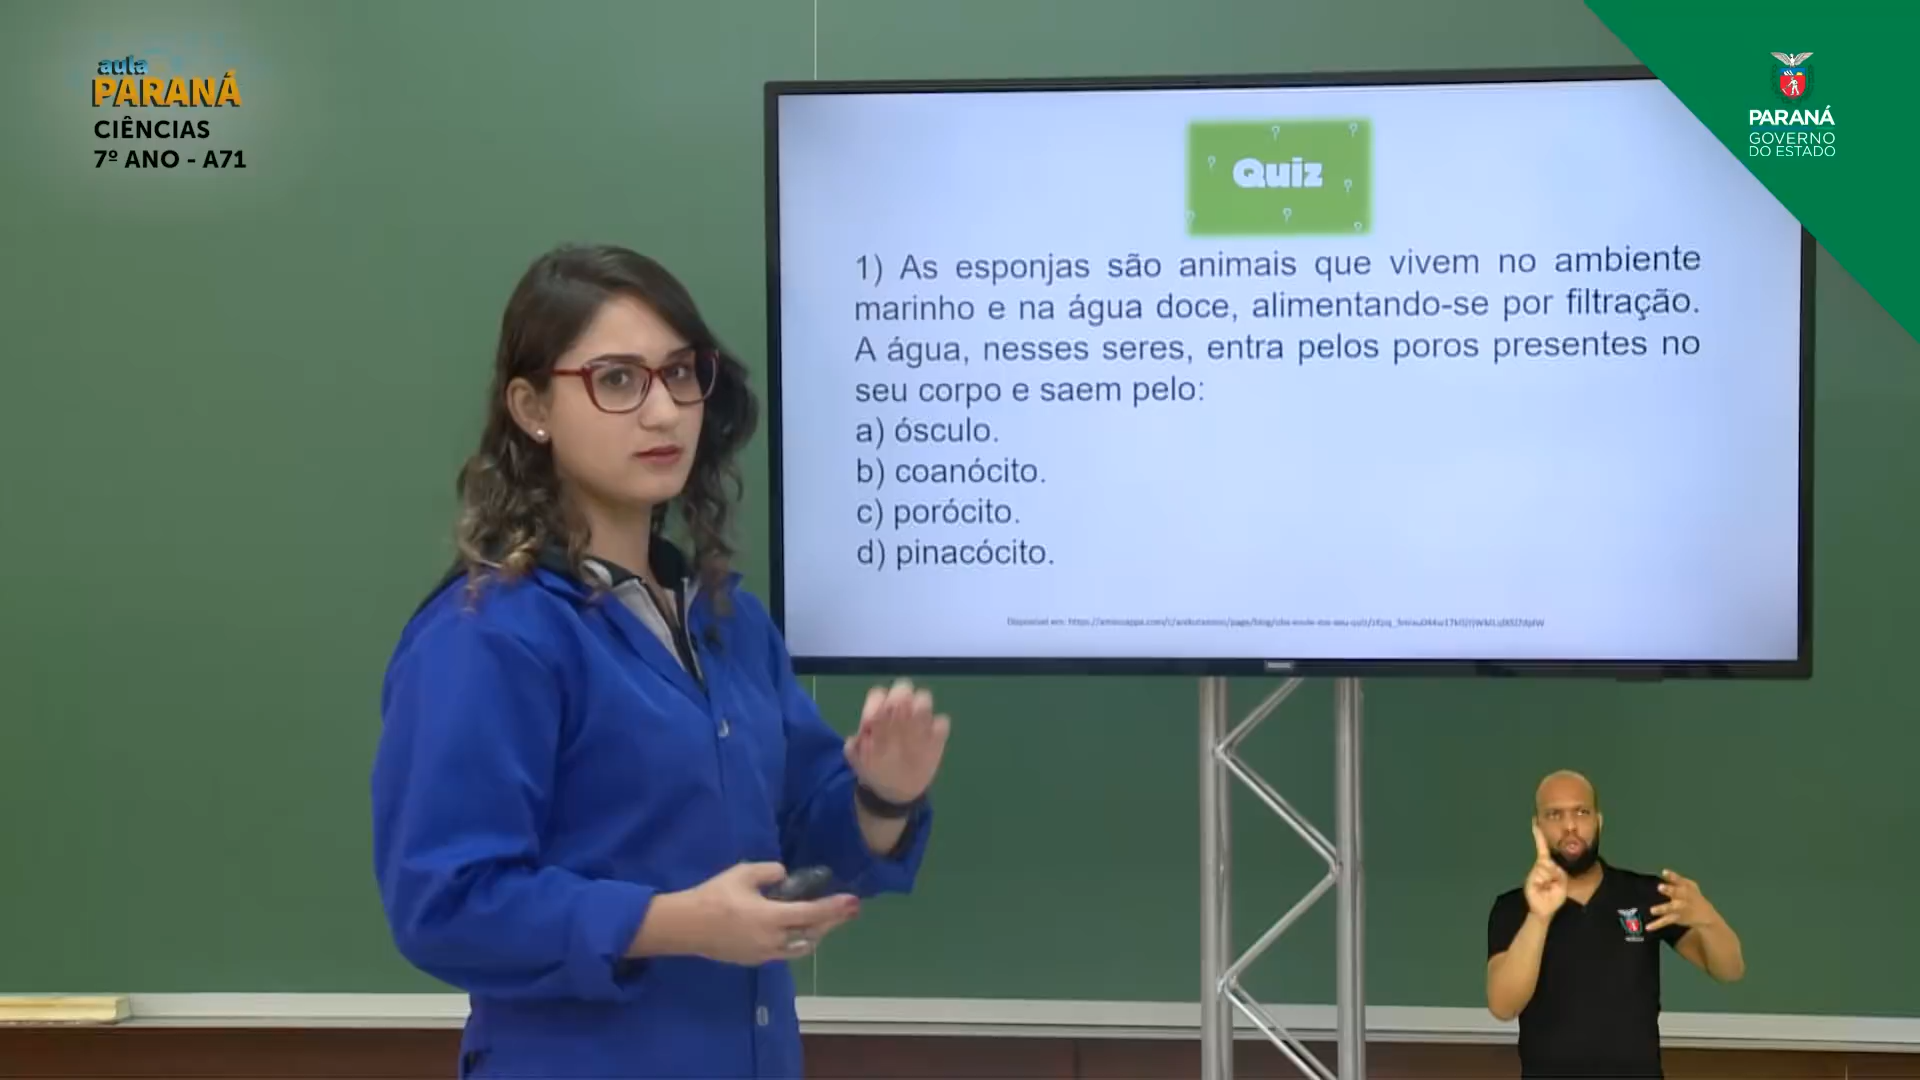 aula
PARANÁ
CIÊNCIAS
7º ANO - A71
PARANÁ
GOVERNO
DO ESTADO
Quiz
1) As esponjas são animais que vivem no ambiente
marinho e na água doce, alimentando-se por filtração.
A água, nesses seres, entra pelos poros presentes no
seu corpo e saem pelo:
a) ósculo.
b) coanócito.
c) porócito.
d) pinacócito.
Disponível em: